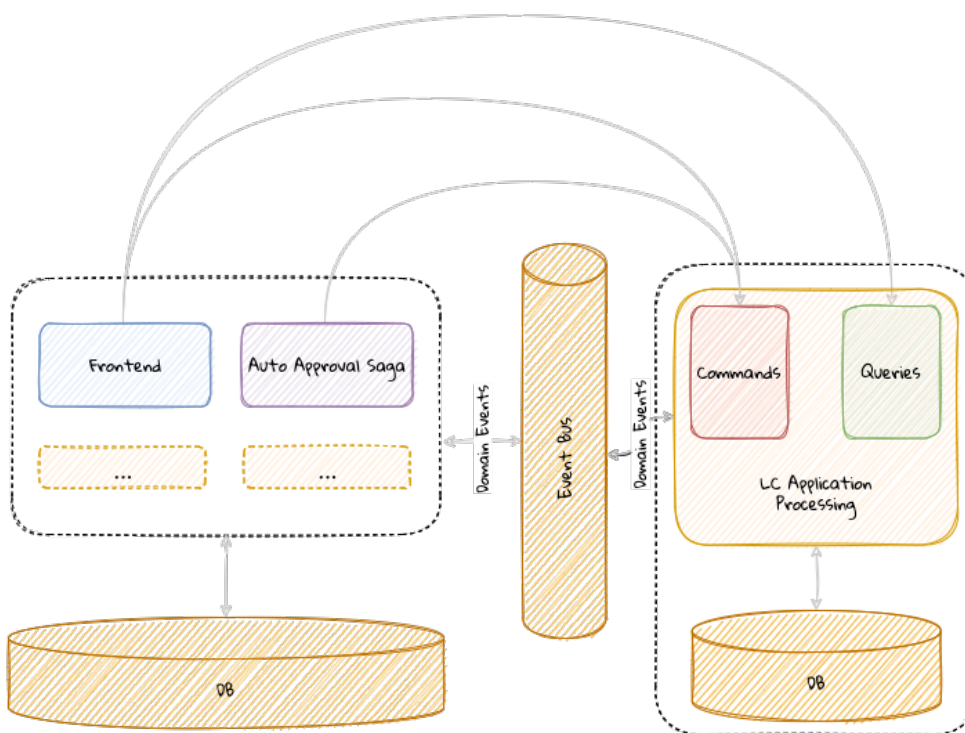 Frontend
Auto Approval Saga
...
...
Domain Events
Event Bus
Domain Events
Commands
Queries
LC Application
Processing
DB
DB